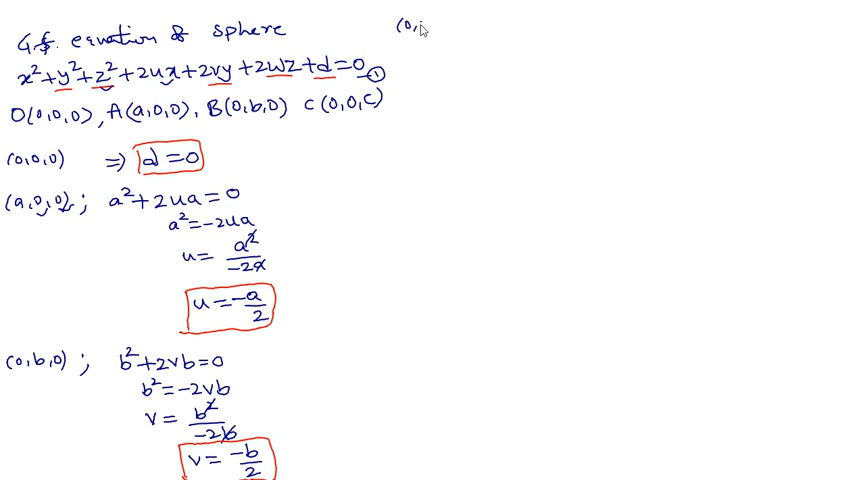 G.f. equation of sphere
x²+y²+z²+2ux+2vy+2wz+d=0 ①
O(0,0,0), A(a,0,0), B(0,b,0) C(0,0,C)
(0,0,0) ⇒ d=0
(a,0,0); a²+2ua=0
a²=-2ua
u= a²/-2a
u=-a/2
(0,b,0); b²+2vb=0
b²=-2vb
v= b²/-2b
v= -b/2
(0,